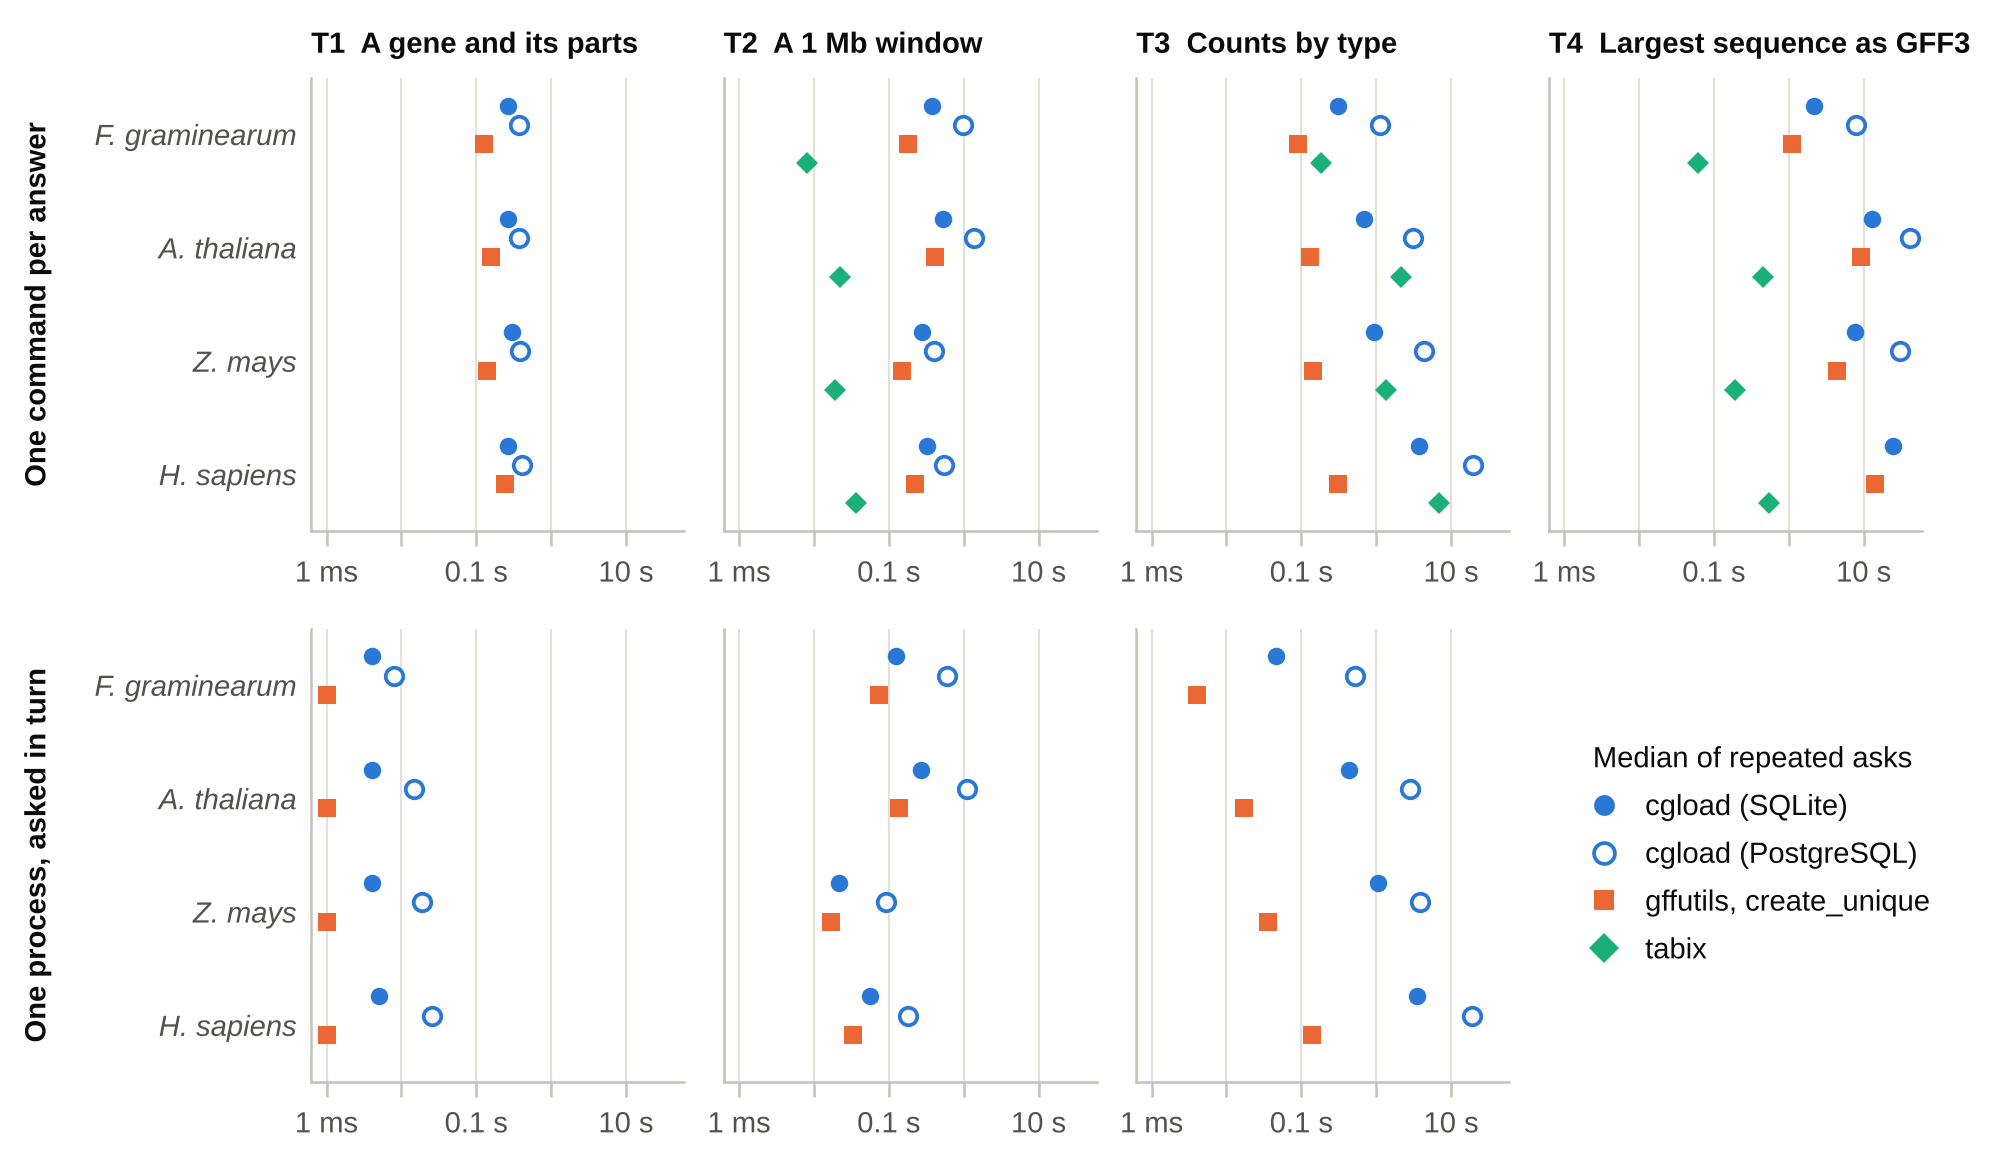 T1  A gene and its parts
T2  A 1 Mb window
T3  Counts by type
T4  Largest sequence as GFF3
One command per answer
F. graminearum
A. thaliana
Z. mays
H. sapiens
1 ms 0.1 s 10 s
1 ms 0.1 s 10 s
1 ms 0.1 s 10 s
1 ms 0.1 s 10 s
One process, asked in turn
F. graminearum
A. thaliana
Z. mays
H. sapiens
1 ms 0.1 s 10 s
1 ms 0.1 s 10 s
1 ms 0.1 s 10 s
Median of repeated asks
cgload (SQLite)
cgload (PostgreSQL)
gffutils, create_unique
tabix